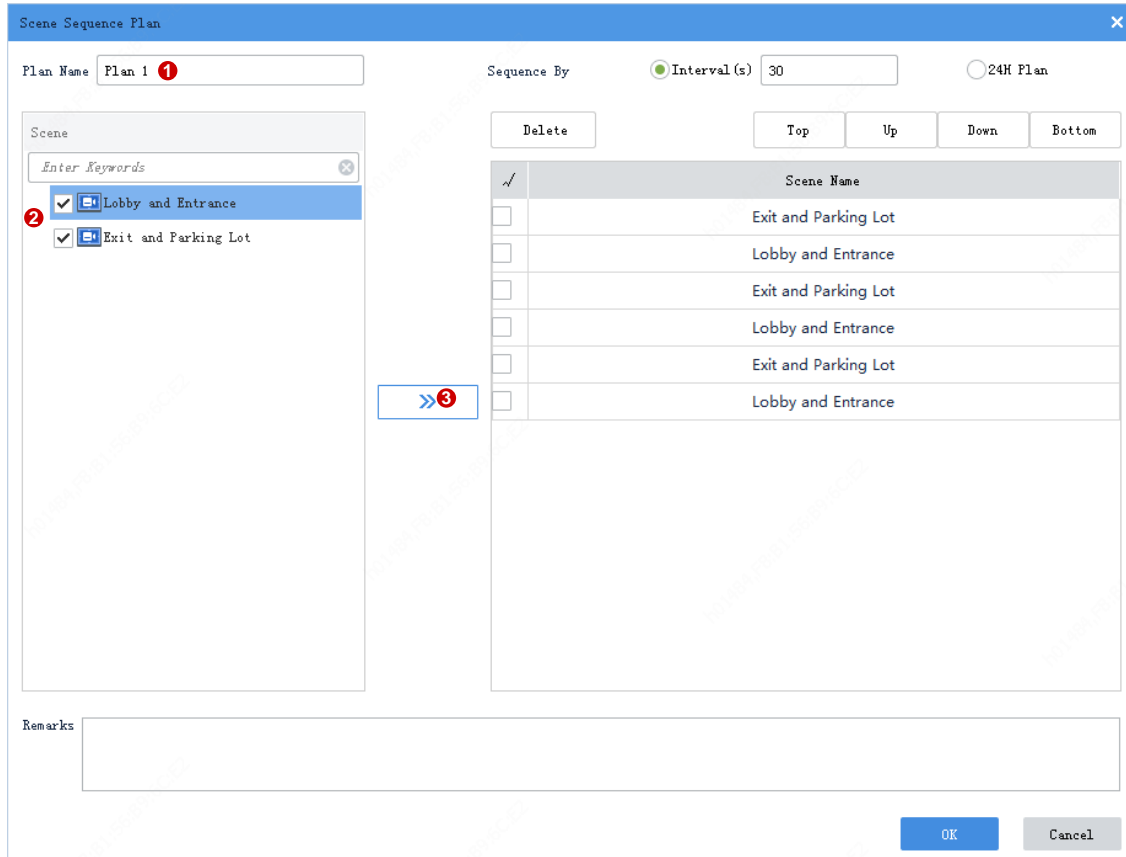 Scene Sequence Plan
Plan Name Plan 1 1 Sequence By Interval(s) 30 24H Plan
Scene
Enter Keywords
2
Lobby and Entrance
Exit and Parking Lot
3
Delete Top Up Down Bottom
Scene Name
Exit and Parking Lot
Lobby and Entrance
Exit and Parking Lot
Lobby and Entrance
Exit and Parking Lot
Lobby and Entrance
Remarks
OK Cancel